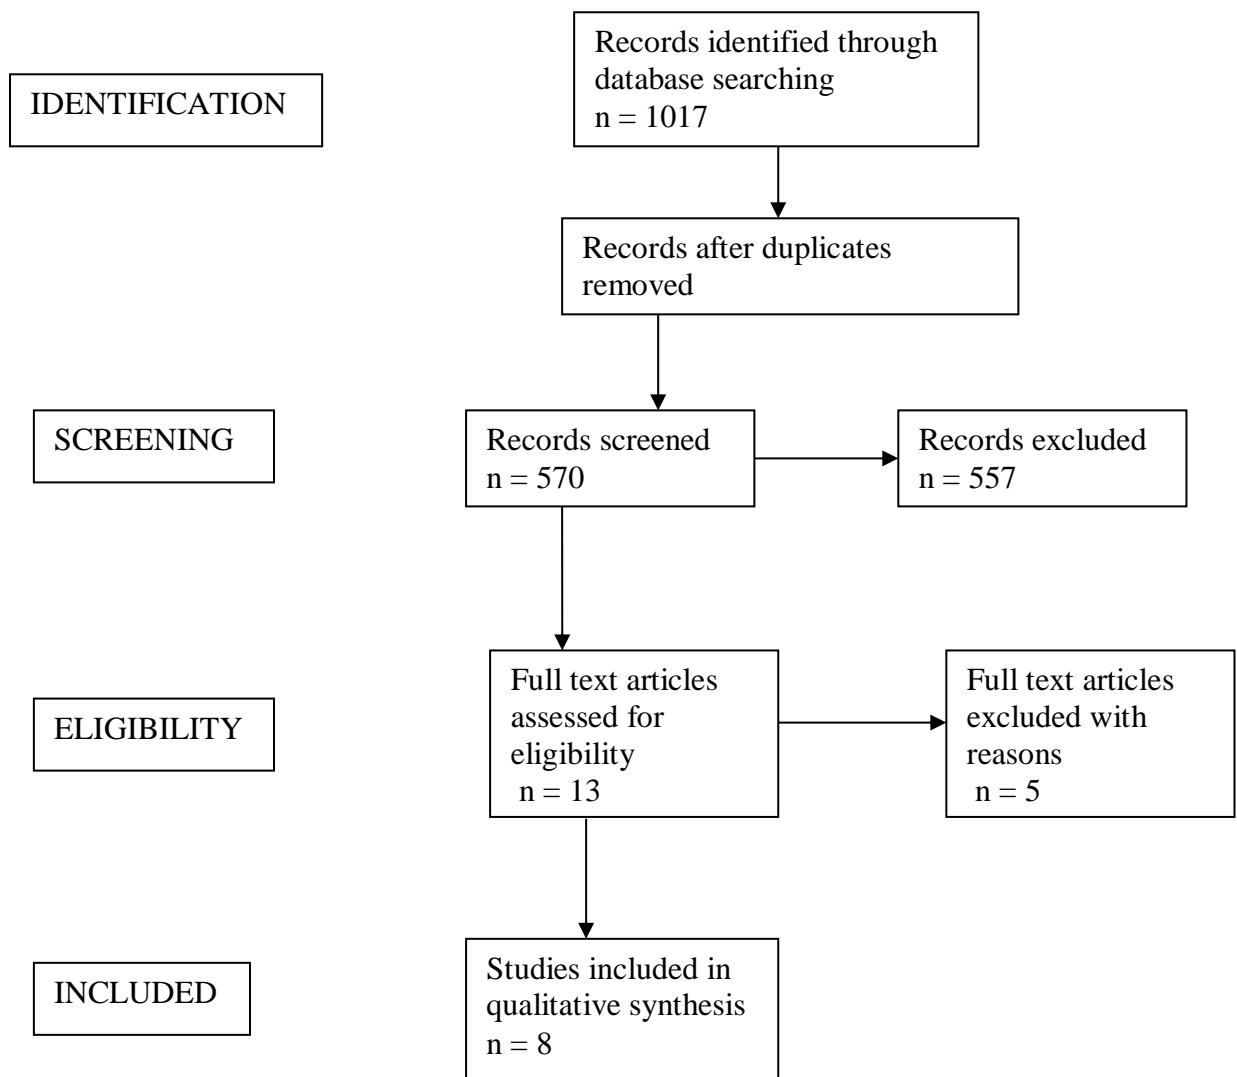 IDENTIFICATION
Records identified through
database searching
n = 1017
Records after duplicates
removed
SCREENING
Records screened
n = 570
Records excluded
n = 557
ELIGIBILITY
Full text articles
assessed for
eligibility
n = 13
Full text articles
excluded with
reasons
n = 5
INCLUDED
Studies included in
qualitative synthesis
n = 8